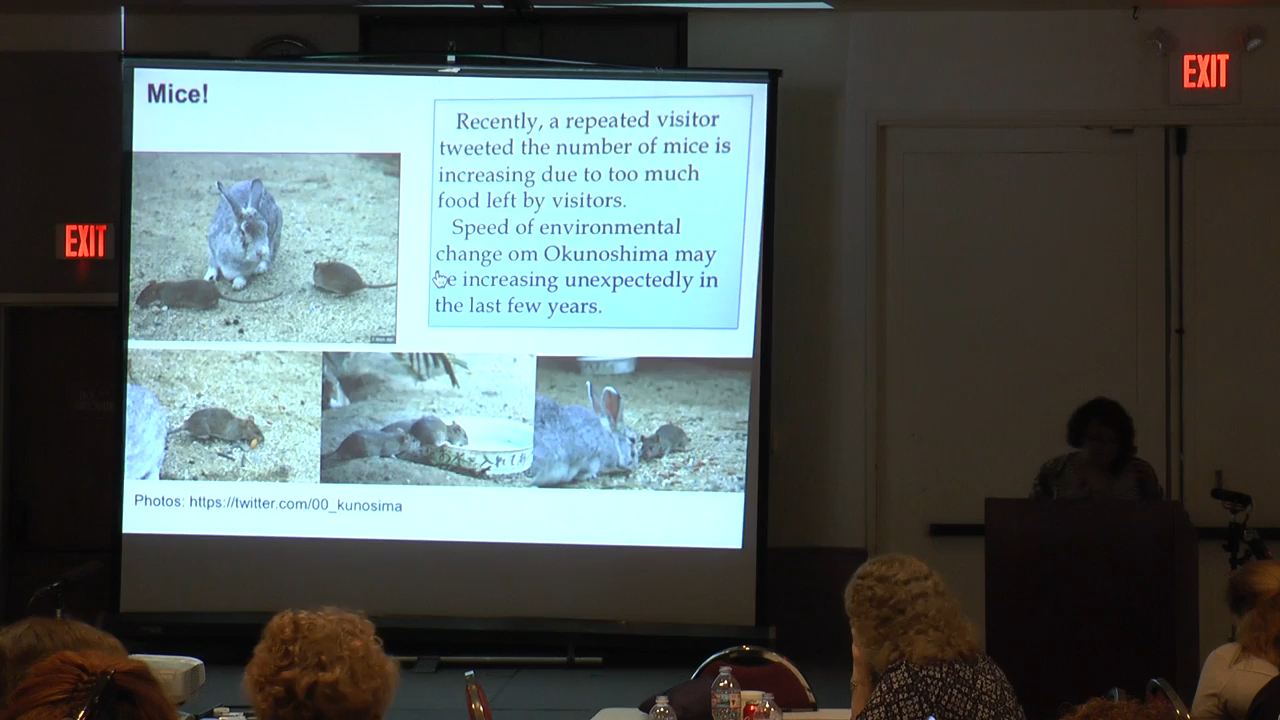 Mice!
Recently, a repeated visitor
tweeted the number of mice is
increasing due to too much
food left by visitors.
Speed of environmental
change om Okunoshima may
e increasing unexpectedly in
the last few years.
Photos: https://twitter.com/00_kunosima
EXIT
EXIT